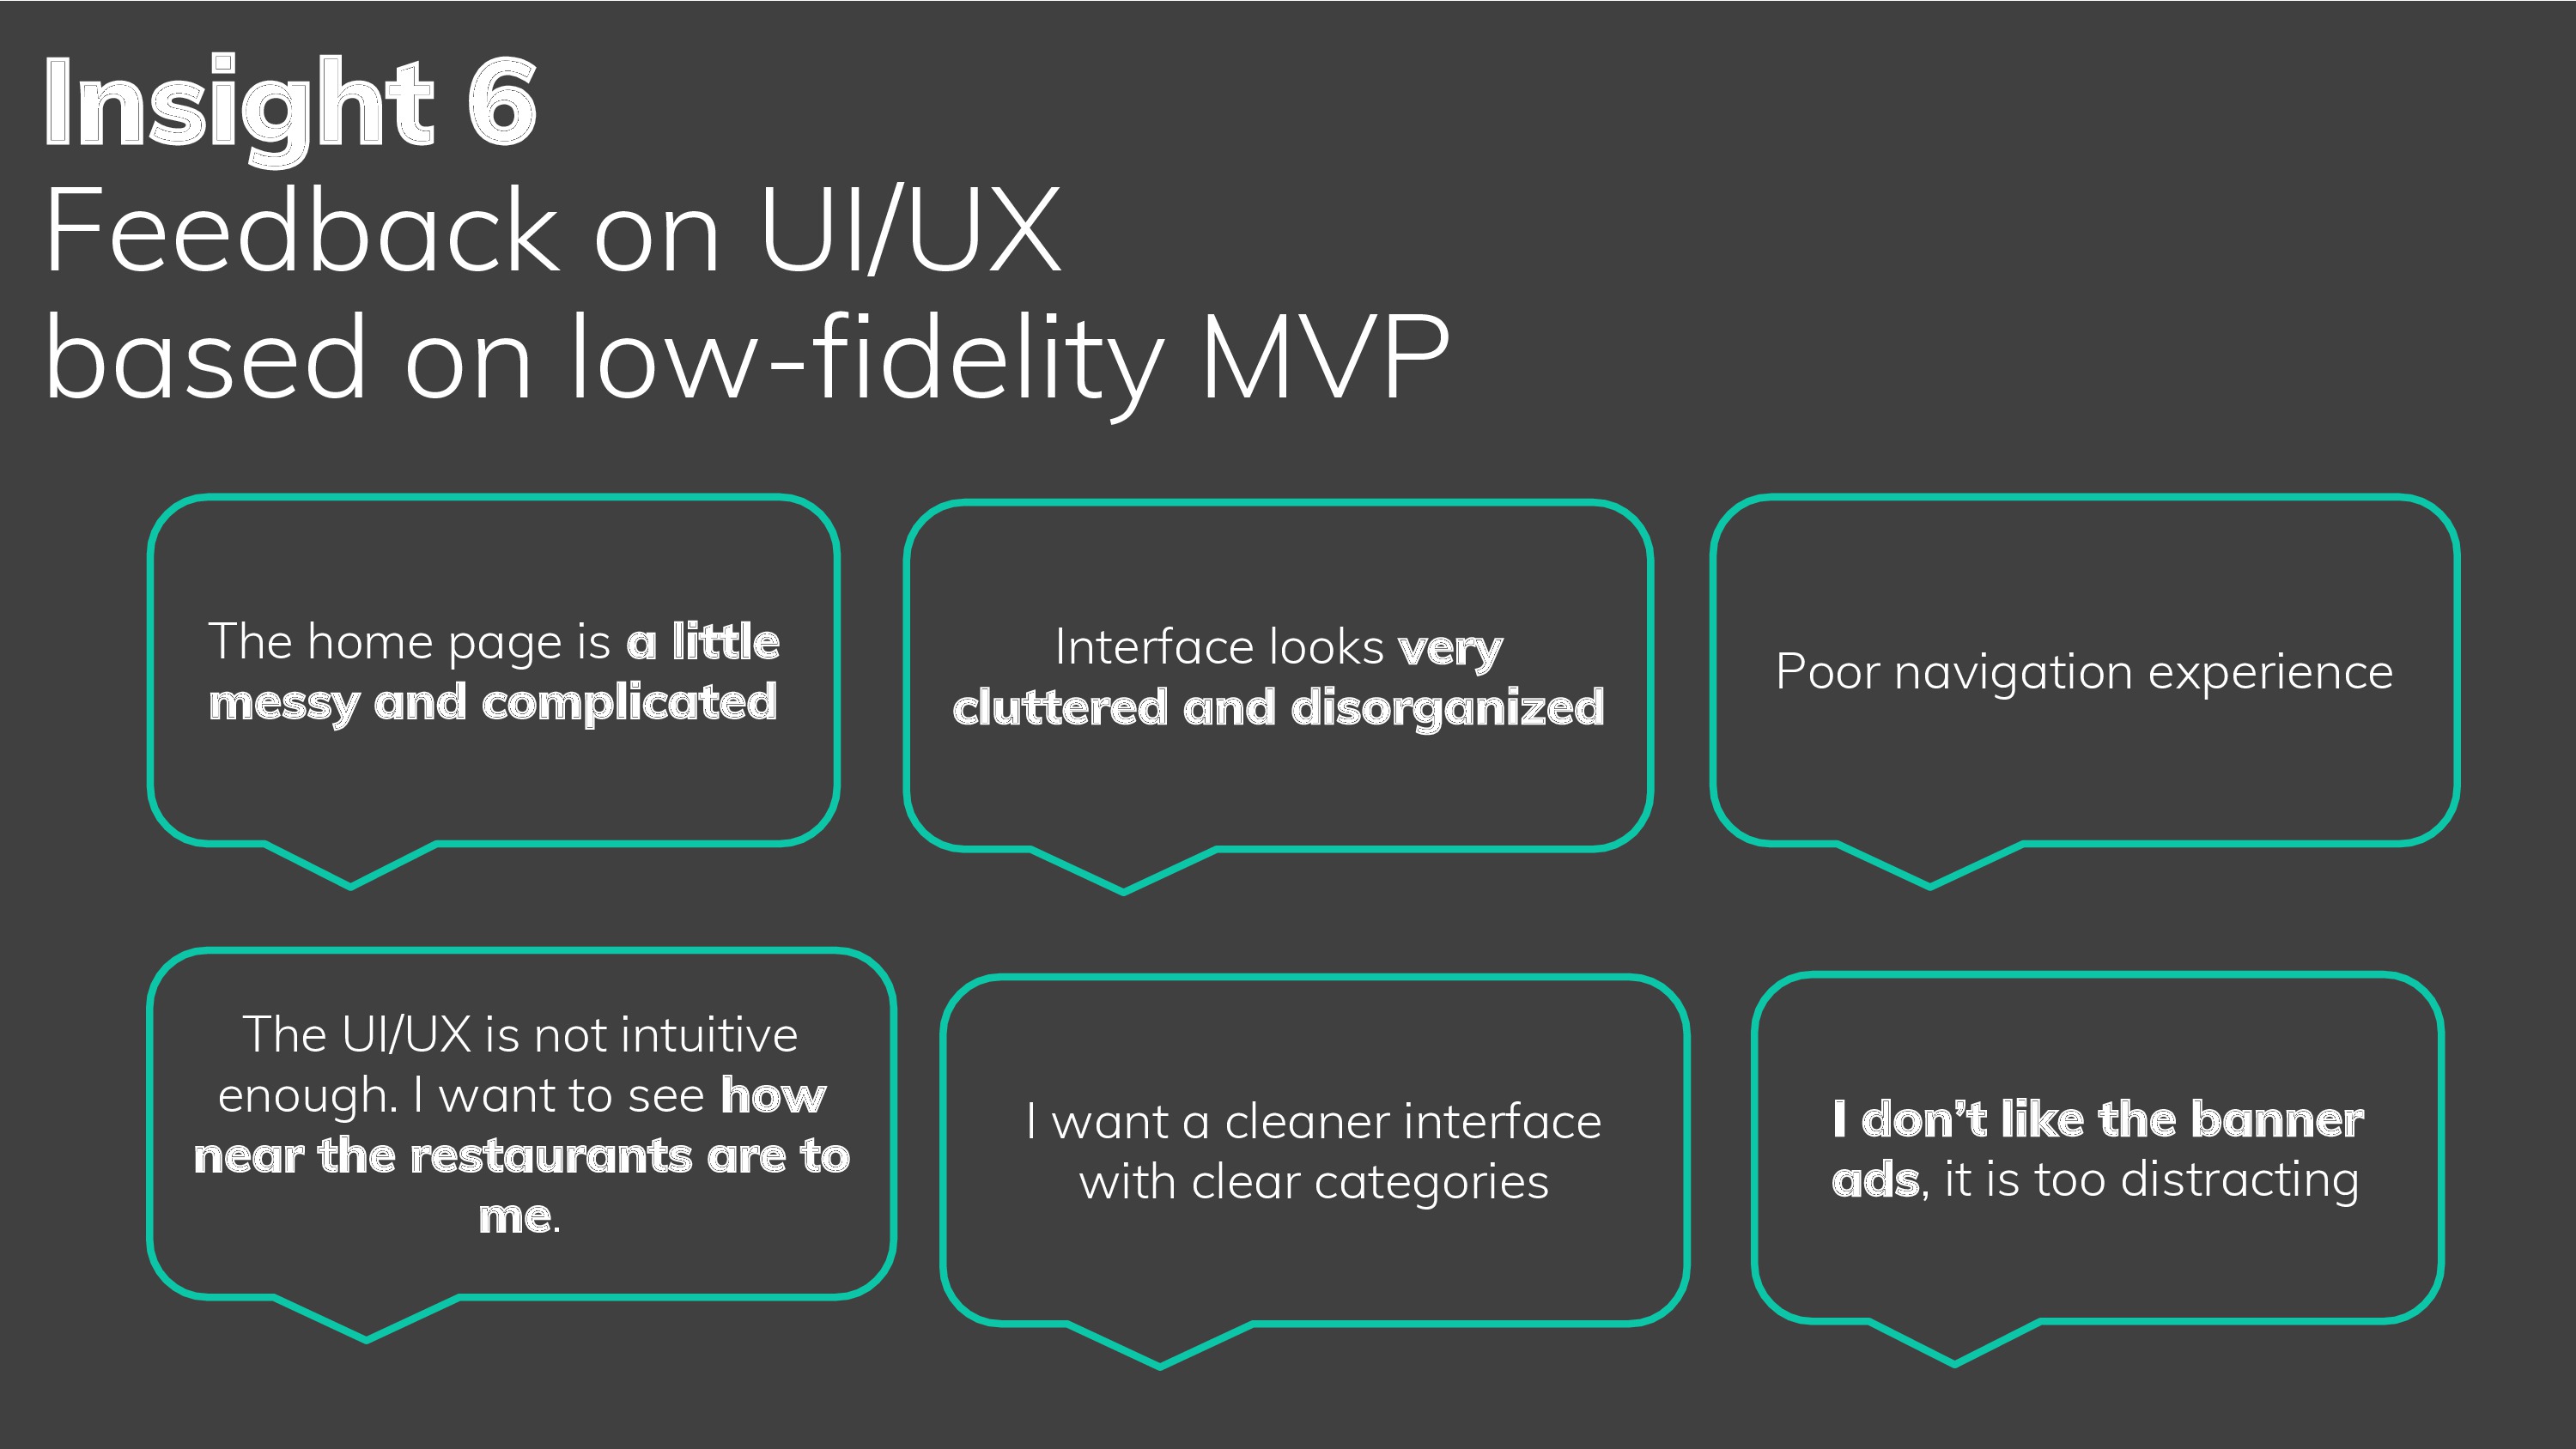 Insight 6
Feedback on UI/UX
based on low-fidelity MVP
The home page is a little
messy and complicated
Interface looks very
cluttered and disorganized
Poor navigation experience
The UI/UX is not intuitive
enough. I want to see how
near the restaurants are to
me.
I want a cleaner interface
with clear categories
I don’t like the banner
ads, it is too distracting